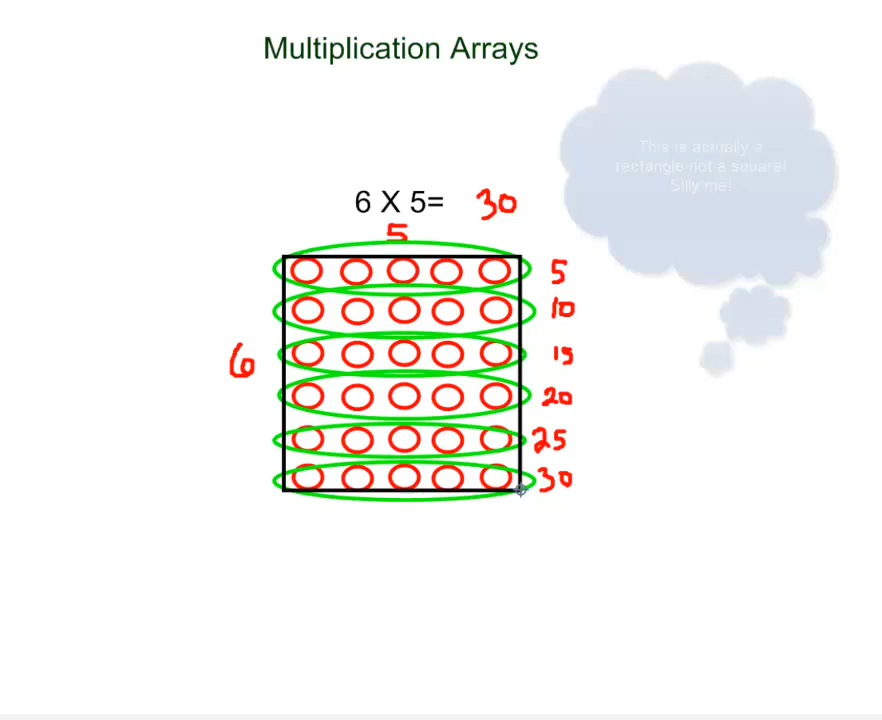 Multiplication Arrays
This is actually a
rectangle not a square!
Silly me!
6 X 5= 30
5
5
10
15
6
20
25
30